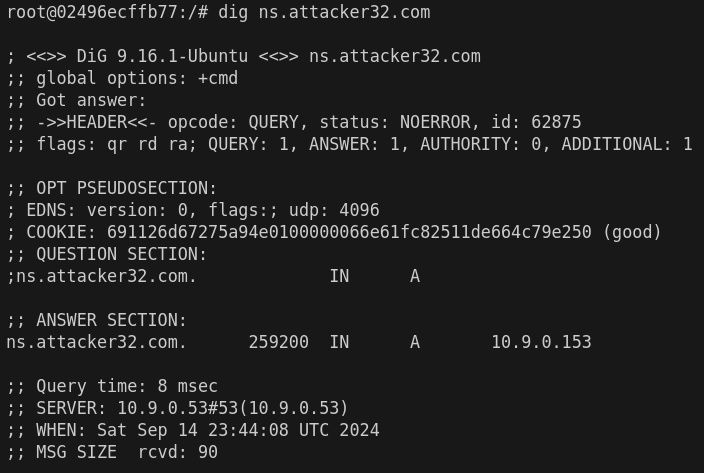 root@02496ecffb77:/# dig ns.attacker32.com

; <<>> DiG 9.16.1-Ubuntu <<>> ns.attacker32.com
;; global options: +cmd
;; Got answer:
;; ->>HEADER<<- opcode: QUERY, status: NOERROR, id: 62875
;; flags: qr rd ra; QUERY: 1, ANSWER: 1, AUTHORITY: 0, ADDITIONAL: 1

;; OPT PSEUDOSECTION:
; EDNS: version: 0, flags:; udp: 4096
; COOKIE: 691126d67275a94e0100000066e61fc82511de664c79e250 (good)
;; QUESTION SECTION:
;ns.attacker32.com.             IN      A

;; ANSWER SECTION:
ns.attacker32.com.      259200  IN      A       10.9.0.153

;; Query time: 8 msec
;; SERVER: 10.9.0.53#53(10.9.0.53)
;; WHEN: Sat Sep 14 23:44:08 UTC 2024
;; MSG SIZE  rcvd: 90